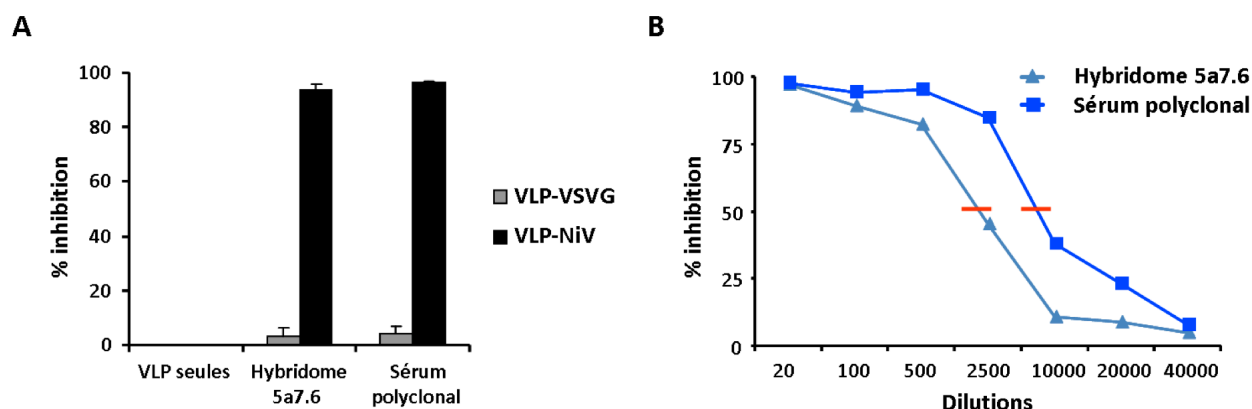 A
% inhibition
100
80
60
40
20
0
VLP seules
Hybridome
5a7.6
Sérum
polyclonal
VLP-VSVG
VLP-NiV
B
% inhibition
100
75
50
25
0
20 100 500 2500 10000 20000 40000
Dilutions
Hybridome 5a7.6
Sérum polyclonal